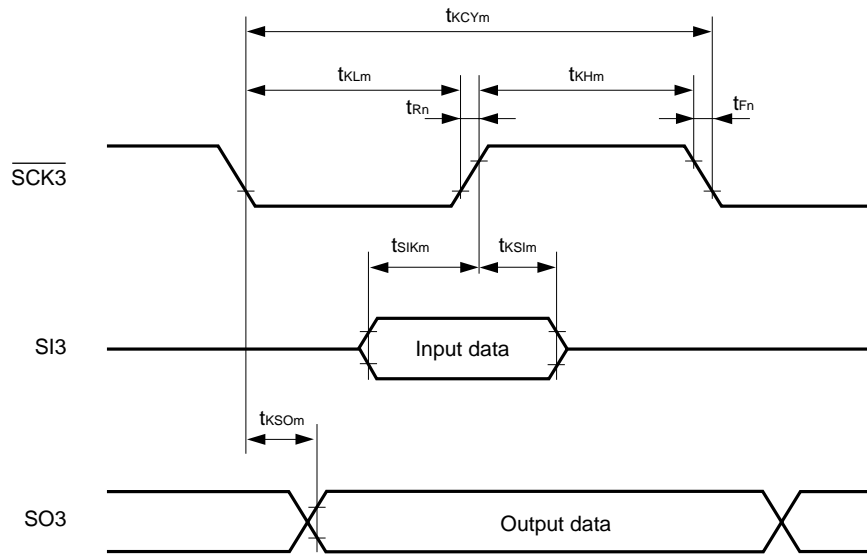 tKCYm
tKLm
tKHm
tRn
tFn
SCK3
tSIKm
tKSIm
SI3
Input data
tKSOm
SO3
Output data